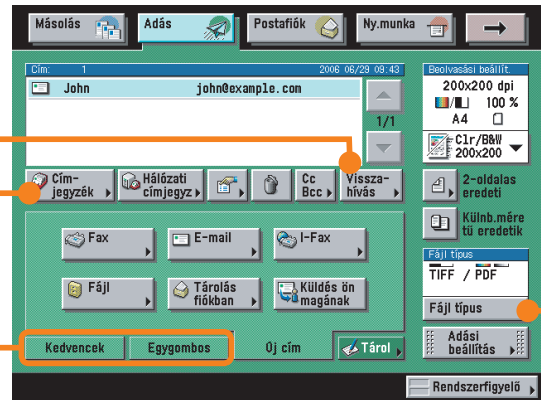 Másolás
Adás
Postafiók
Ny.munka
Cím: 1
2006 06/29 09:43
John john@example.com
1/1
Cím-
jegyzék
Hálózati
címjegyz
Cc
Bcc
Vissza-
hívás
Fax
E-mail
I-Fax
Fájl
Tárolás
fiókban
Küldés ön
magának
Kedvencek
Egygombos
Új cím
Tárol
Beolvasási beállít.
200x200 dpi
100 %
A4
Clr/B&W
200x200
2-oldalas
eredeti
Különb.mére
tű eredetik
Fájl típus
TIFF / PDF
Fájl típus
Adási
beállítás
Rendszerfigyelő